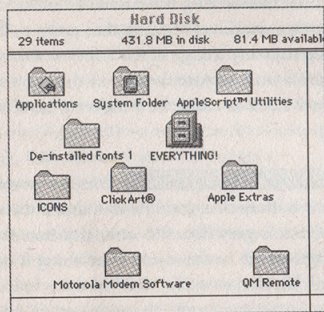 Hard Disk
29 items 431.8 MB in disk 81.4 MB available
Applications System Folder AppleScript™ Utilities
De-installed Fonts 1 EVERYTHING!
ICONS ClickArt® Apple Extras
Motorola Modem Software QM Remote